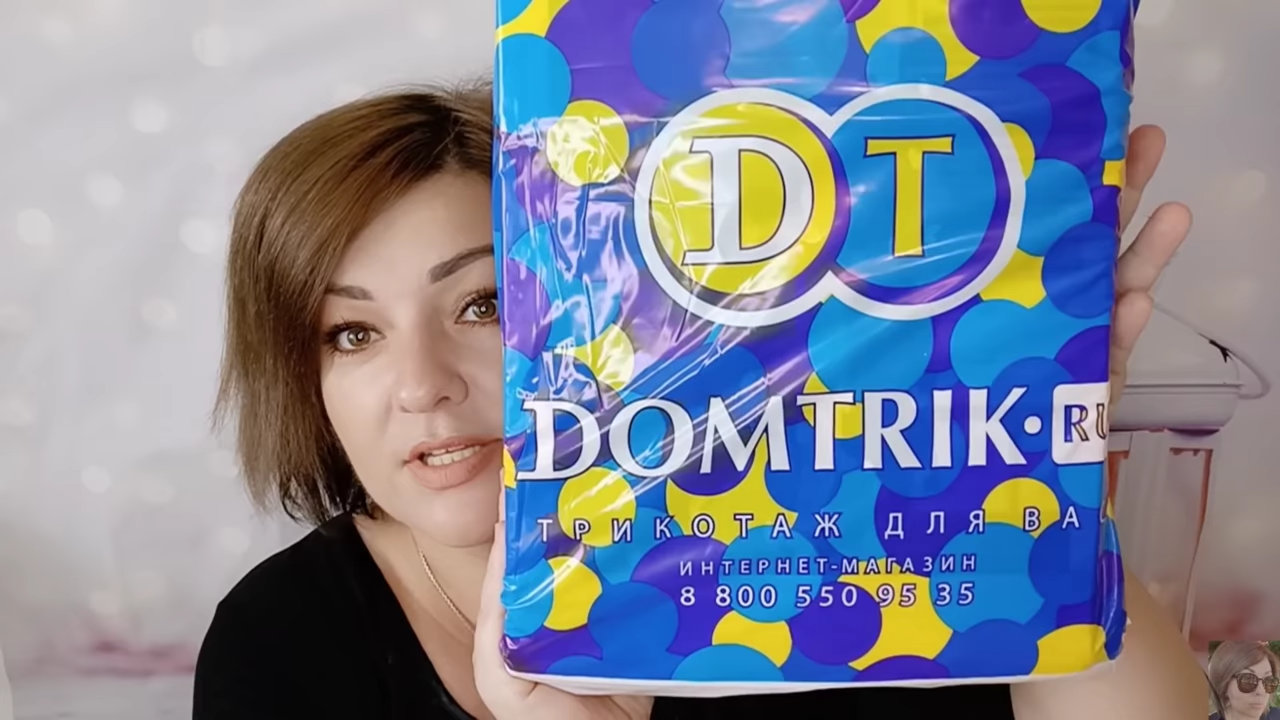 DT
DOMTRIK.RU
ТРИКОТАЖ ДЛЯ ВА
ИНТЕРНЕТ-МАГАЗИН
8 800 550 95 35